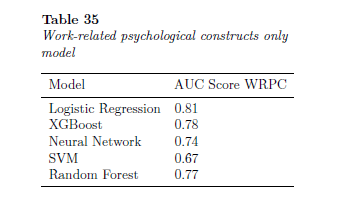 Table 35
Work-related psychological constructs only
model
Model AUC Score WRPC
Logistic Regression 0.81
XGBoost 0.78
Neural Network 0.74
SVM 0.67
Random Forest 0.77